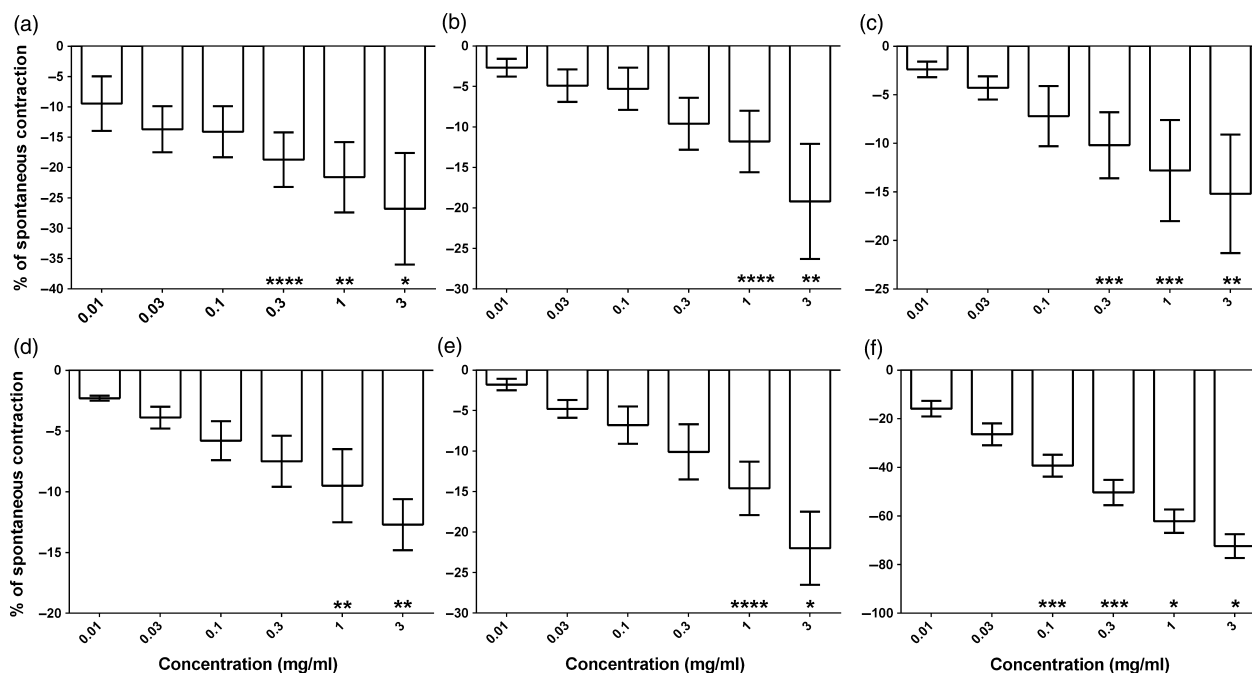 (a)
% of spontaneous contraction
0
–5
–10
–15
–20
–25
–30
–35
–40
**** ** *
0.01 0.03 0.1 0.3 1 3
(b)
0
–5
–10
–15
–20
–25
–30
**** **
0.01 0.03 0.1 0.3 1 3
(c)
0
–5
–10
–15
–20
–25
*** *** **
0.01 0.03 0.1 0.3 1 3
(d)
% of spontaneous contraction
0
–5
–10
–15
–20
** **
0.01 0.03 0.1 0.3 1 3
Concentration (mg/ml)
(e)
0
–5
–10
–15
–20
–25
–30
**** *
0.01 0.03 0.1 0.3 1 3
Concentration (mg/ml)
(f)
0
–20
–40
–60
–80
–100
*** *** * *
0.01 0.03 0.1 0.3 1 3
Concentration (mg/ml)